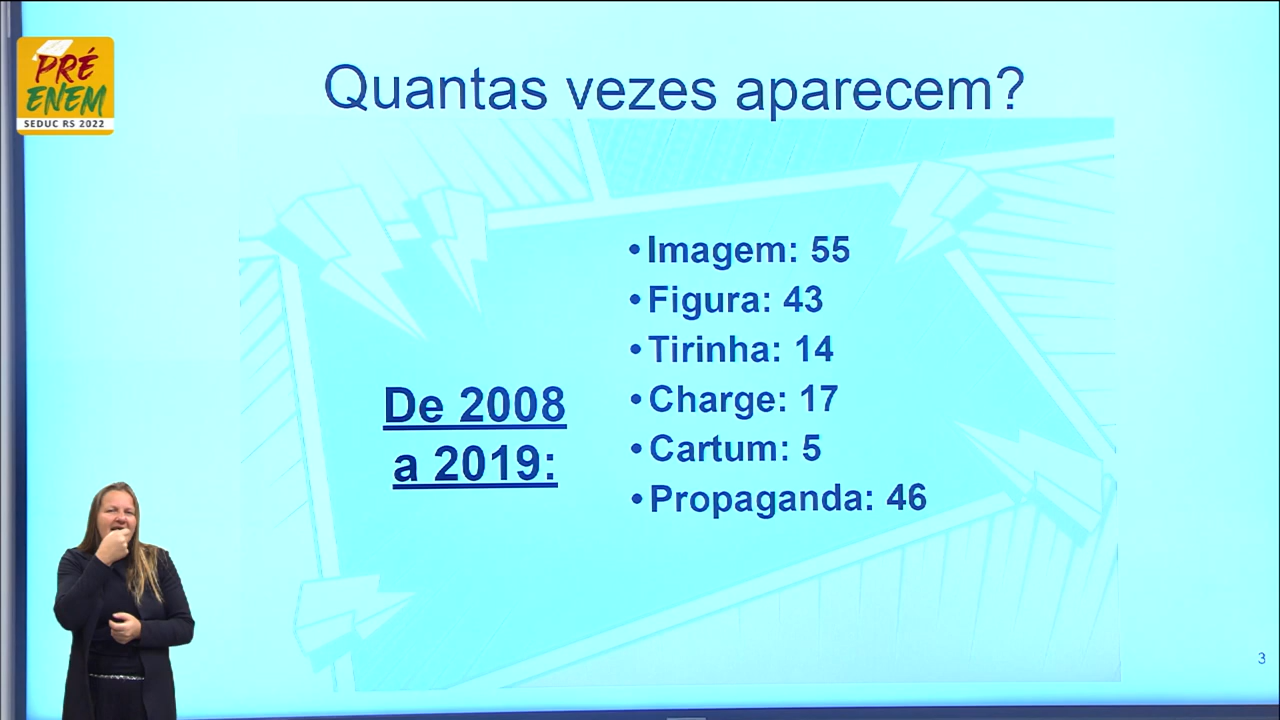 PRÉ
ENEM
SEDUC RS 2022
Quantas vezes aparecem?
De 2008
a 2019:
• Imagem: 55
• Figura: 43
• Tirinha: 14
• Charge: 17
• Cartum: 5
• Propaganda: 46
3